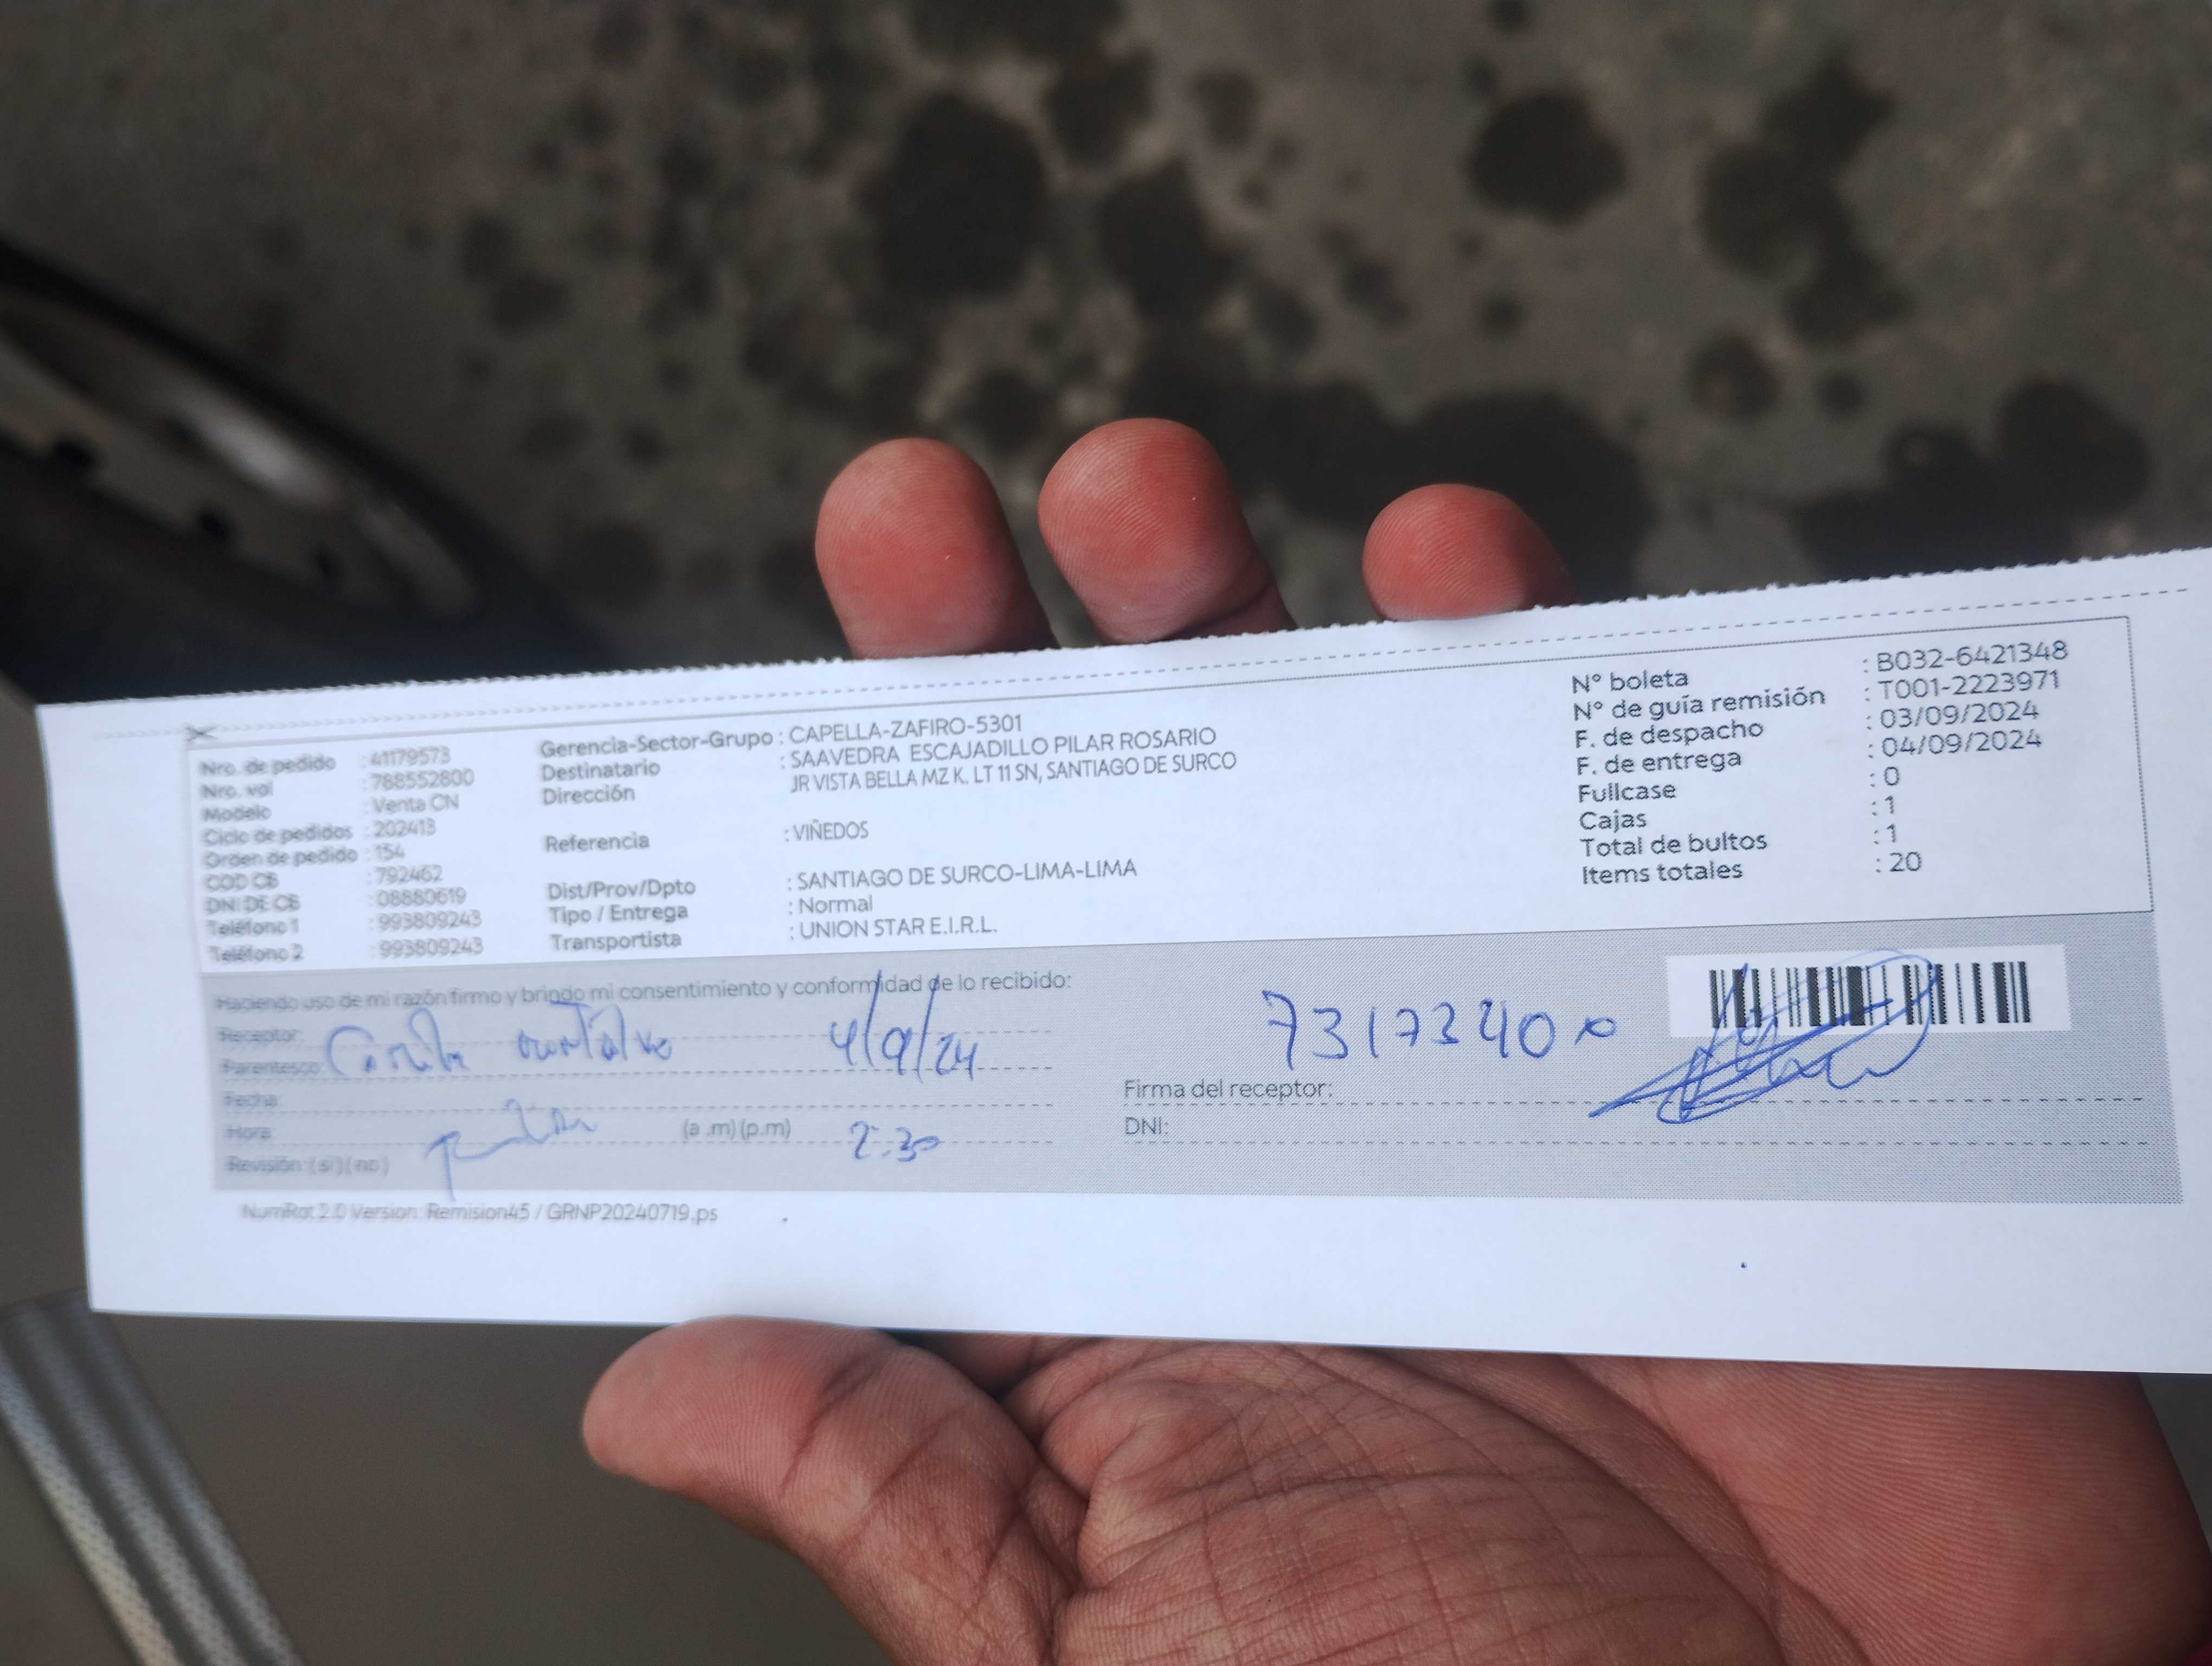 Nro. de pedido : 41179573
Nro. vol : 788552800
Modelo : Venta CN
Ciclo de pedidos : 202413
Orden de pedido : 154
COD CB : 792462
DNI DE CB : 08880619
Teléfono 1 : 993809243
Teléfono 2 : 993809243
Gerencia-Sector-Grupo : CAPELLA-ZAFIRO-5301
Destinatario : SAAVEDRA ESCAJADILLO PILAR ROSARIO
Dirección JR VISTA BELLA MZ K. LT 11 SN, SANTIAGO DE SURCO
Referencia : VIÑEDOS
Dist/Prov/Dpto : SANTIAGO DE SURCO-LIMA-LIMA
Tipo / Entrega : Normal
Transportista : UNION STAR E.I.R.L.
N° boleta : B032-6421348
N° de guía remisión : T001-2223971
F. de despacho : 03/09/2024
F. de entrega : 04/09/2024
Fullcase : 0
Cajas : 1
Total de bultos : 1
Items totales : 20
Haciendo uso de mi razón firmo y brindo mi consentimiento y conformidad de lo recibido:
Receptor:
Parentesco: 4/9/24
Fecha:
Hora: (a .m) (p.m) 2:30
Revisión: (si) (no)
7317340
Firma del receptor:
DNI:
NumRot 2.0 Version: Remision45 / GRNP20240719.ps